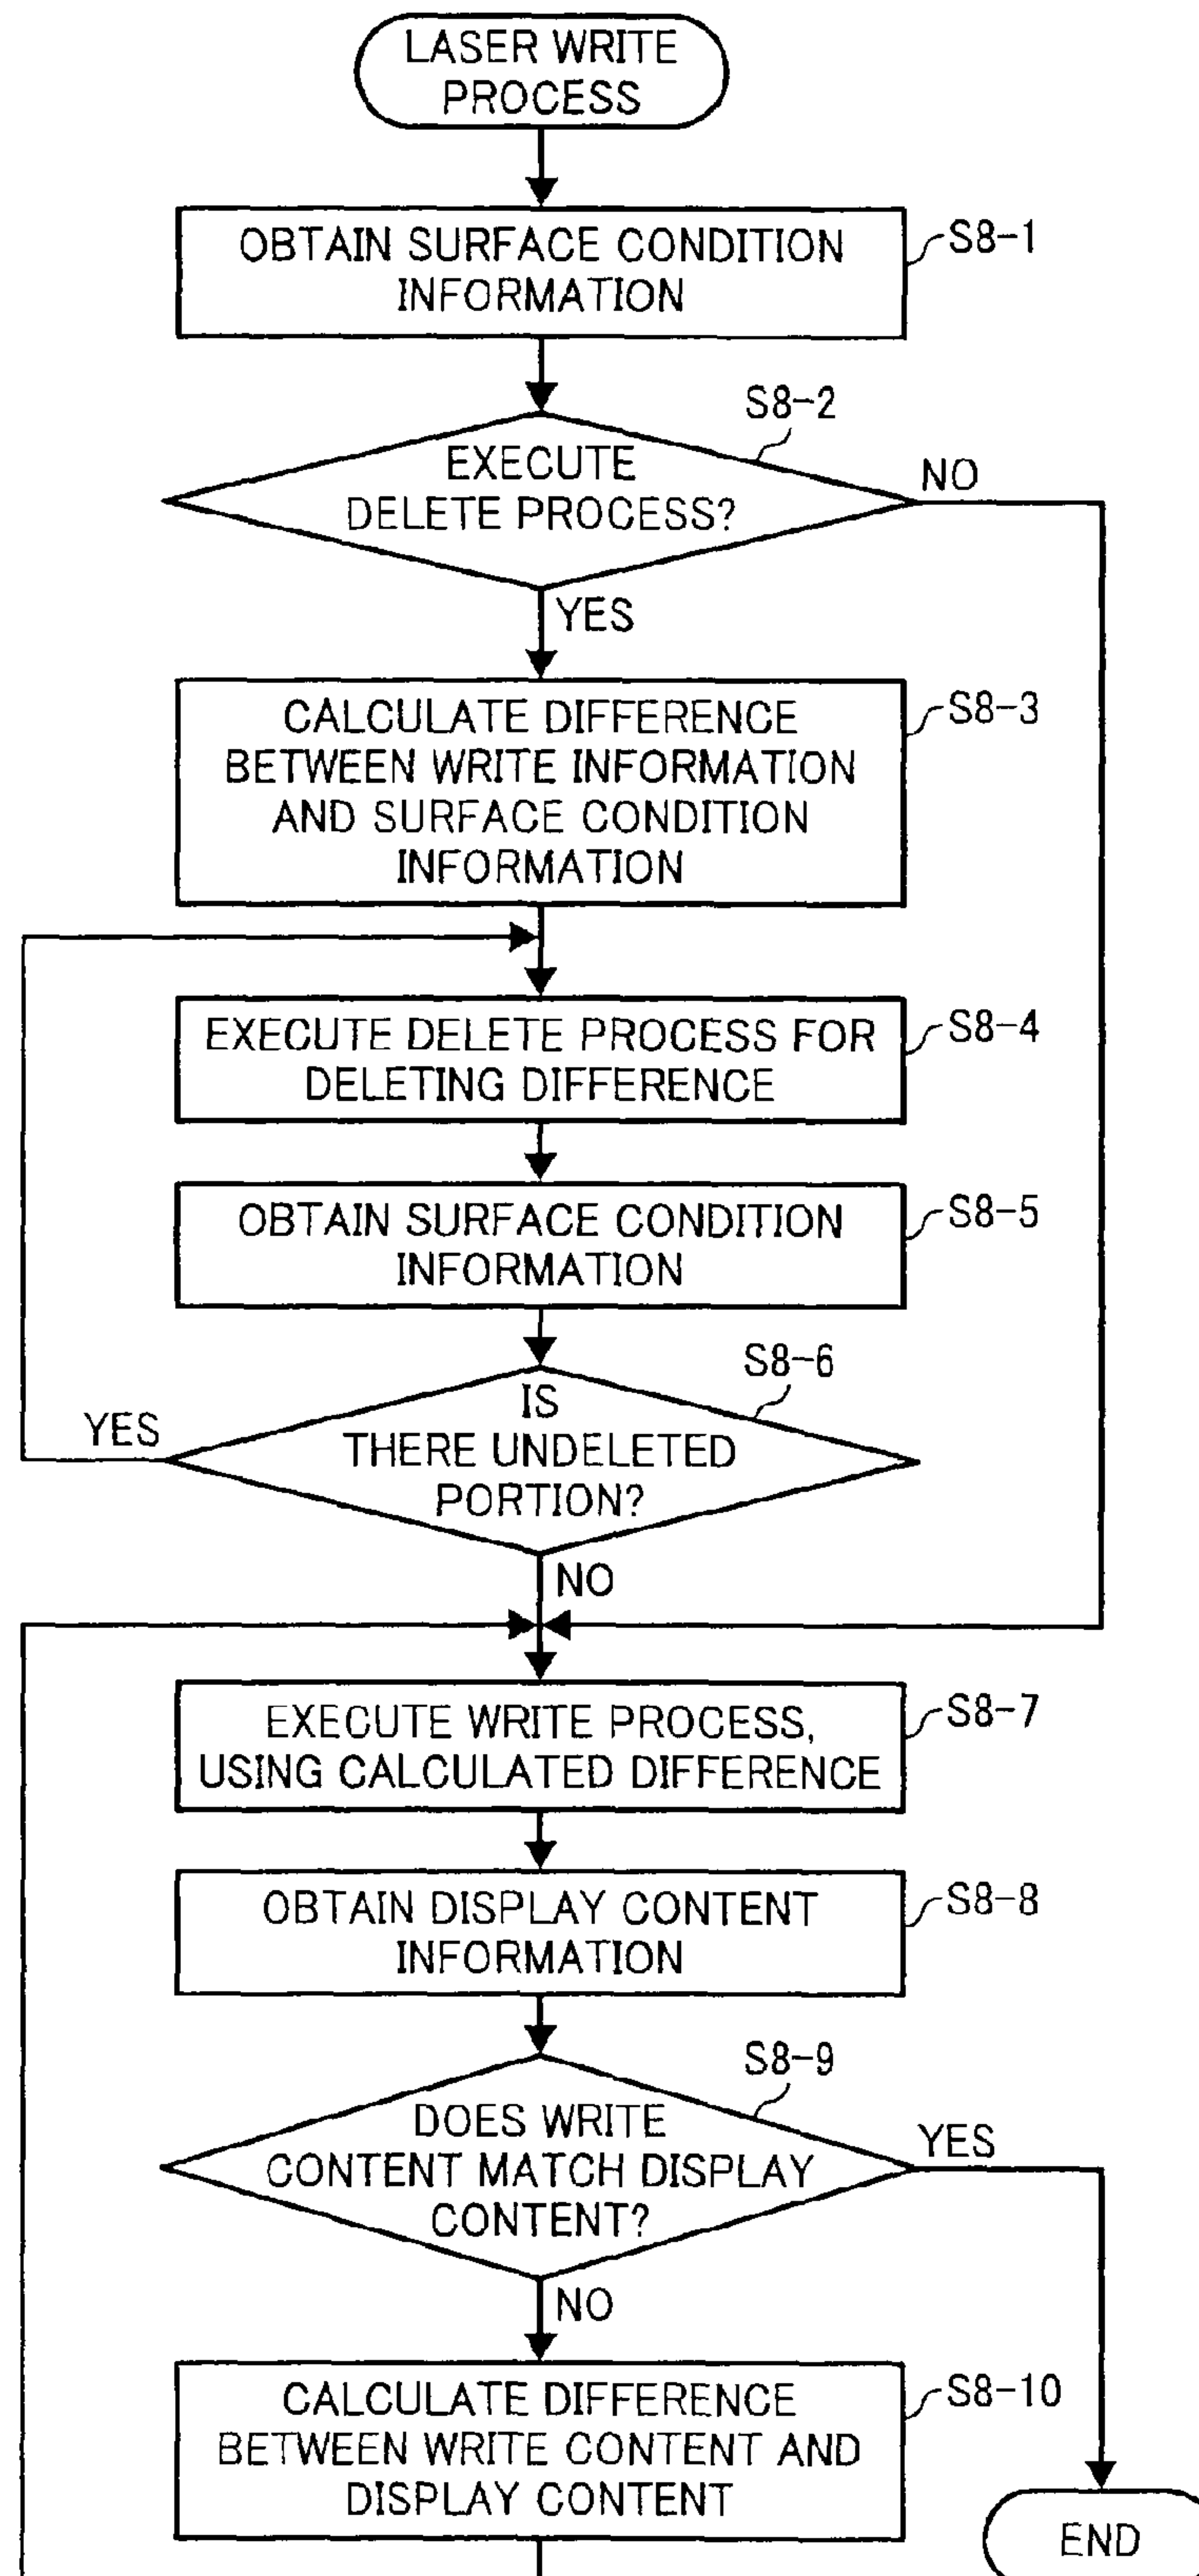 LASER WRITE
PROCESS
OBTAIN SURFACE CONDITION
INFORMATION
S8-1
S8-2
EXECUTE
DELETE PROCESS?
NO
YES
CALCULATE DIFFERENCE
BETWEEN WRITE INFORMATION
AND SURFACE CONDITION
INFORMATION
S8-3
EXECUTE DELETE PROCESS FOR
DELETING DIFFERENCE
S8-4
OBTAIN SURFACE CONDITION
INFORMATION
S8-5
S8-6
IS
THERE UNDELETED
PORTION?
YES
NO
EXECUTE WRITE PROCESS,
USING CALCULATED DIFFERENCE
S8-7
OBTAIN DISPLAY CONTENT
INFORMATION
S8-8
S8-9
DOES WRITE
CONTENT MATCH DISPLAY
CONTENT?
YES
NO
CALCULATE DIFFERENCE
BETWEEN WRITE CONTENT AND
DISPLAY CONTENT
S8-10
END